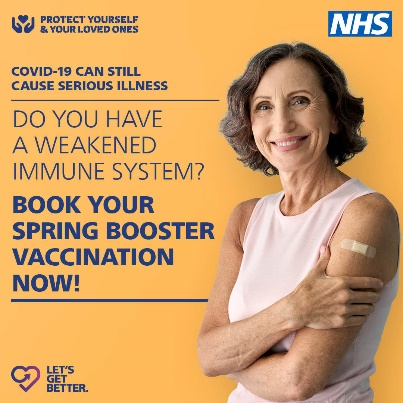 PROTECT YOURSELF
& YOUR LOVED ONES
NHS
COVID-19 CAN STILL
CAUSE SERIOUS ILLNESS
DO YOU HAVE
A WEAKENED
IMMUNE SYSTEM?
BOOK YOUR
SPRING BOOSTER
VACCINATION
NOW!
LET'S
GET
BETTER.